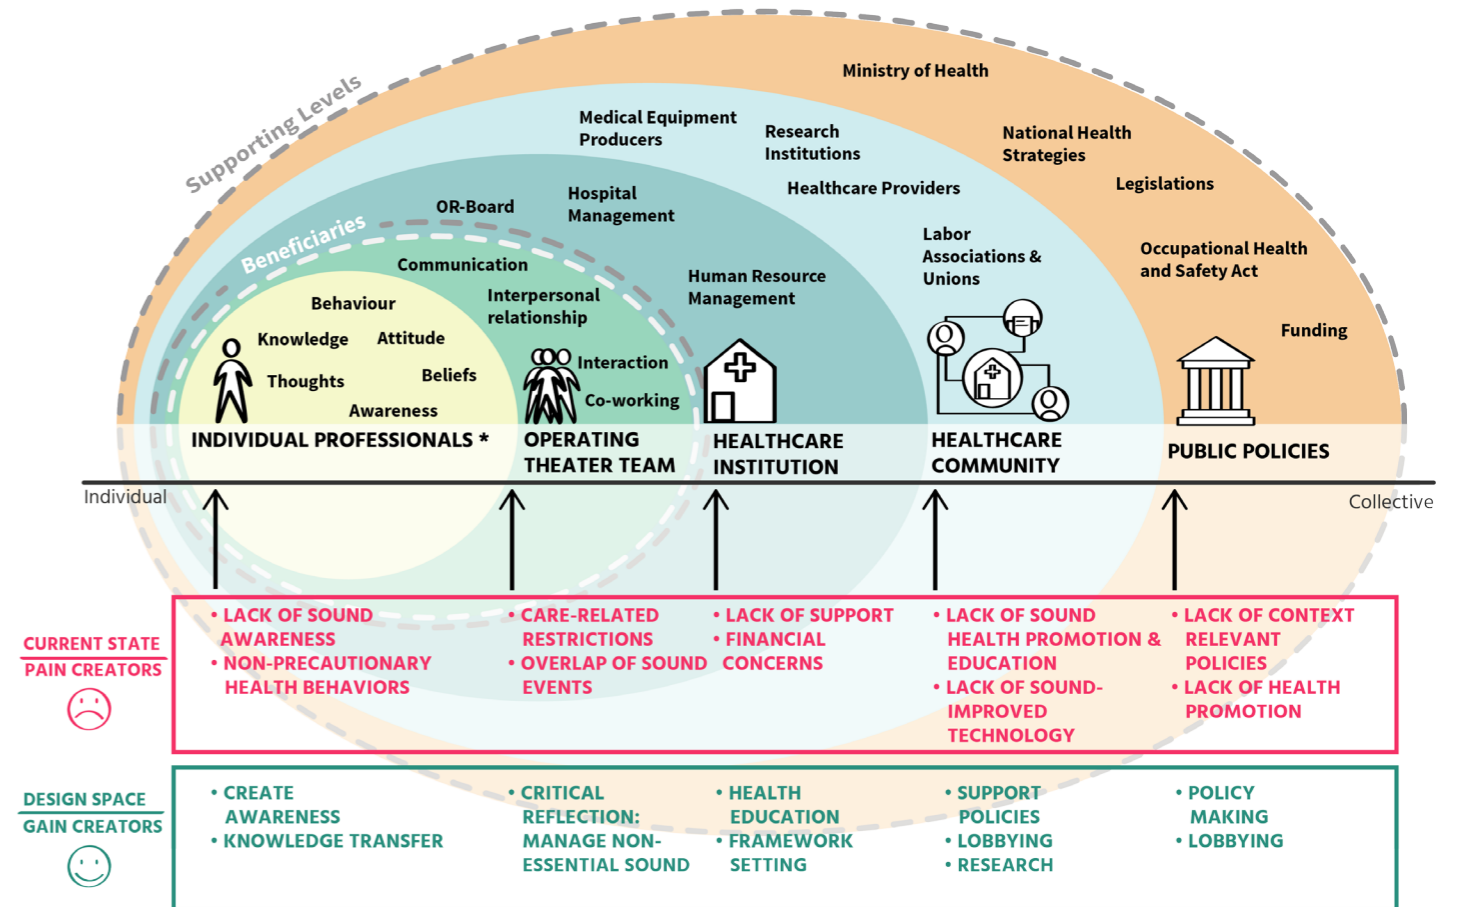 Supporting Levels
Ministry of Health
Medical Equipment
Producers
Research
Institutions
National Health
Strategies
Legislations
Healthcare Providers
Hospital
Management
OR-Board
Beneficiaries
Labor
Associations &
Unions
Occupational Health
and Safety Act
Communication
Human Resource
Management
Interpersonal
relationship
Behaviour
Funding
Knowledge
Attitude
Interaction
Thoughts
Beliefs
Co-working
Awareness
INDIVIDUAL PROFESSIONALS *
OPERATING
THEATER TEAM
HEALTHCARE
INSTITUTION
HEALTHCARE
COMMUNITY
PUBLIC POLICIES
Individual
Collective
CURRENT STATE
PAIN CREATORS
• LACK OF SOUND
AWARENESS
• NON-PRECAUTIONARY
HEALTH BEHAVIORS
• CARE-RELATED
RESTRICTIONS
• OVERLAP OF SOUND
EVENTS
• LACK OF SUPPORT
• FINANCIAL
CONCERNS
• LACK OF SOUND
HEALTH PROMOTION &
EDUCATION
• LACK OF SOUND-
IMPROVED
TECHNOLOGY
• LACK OF CONTEXT
RELEVANT
POLICIES
• LACK OF HEALTH
PROMOTION
DESIGN SPACE
GAIN CREATORS
• CREATE
AWARENESS
• KNOWLEDGE TRANSFER
• CRITICAL
REFLECTION:
MANAGE NON-
ESSENTIAL SOUND
• HEALTH
EDUCATION
• FRAMEWORK
SETTING
• SUPPORT
POLICIES
• LOBBYING
• RESEARCH
• POLICY
MAKING
• LOBBYING